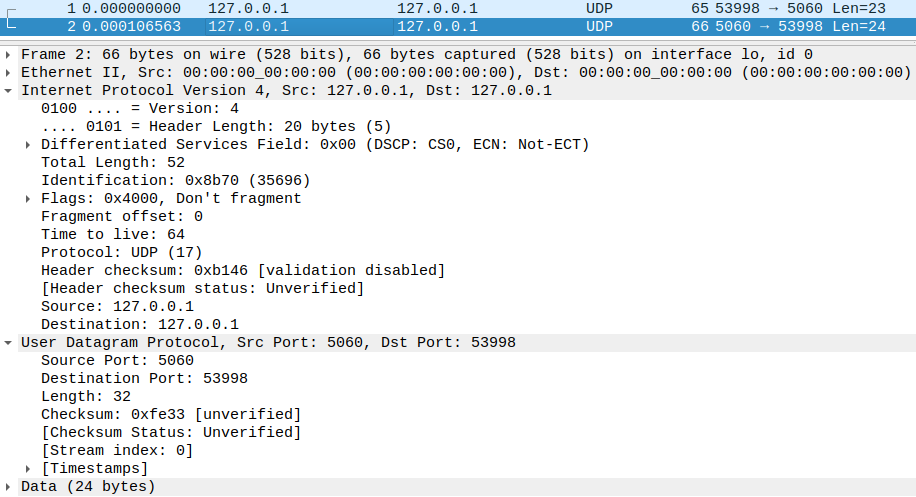 1 0.000000000 127.0.0.1 127.0.0.1 UDP 65 53998 → 5060 Len=23
2 0.000106563 127.0.0.1 127.0.0.1 UDP 66 5060 → 53998 Len=24
Frame 2: 66 bytes on wire (528 bits), 66 bytes captured (528 bits) on interface lo, id 0
Ethernet II, Src: 00:00:00_00:00:00 (00:00:00:00:00:00), Dst: 00:00:00_00:00:00 (00:00:00:00:00:00)
Internet Protocol Version 4, Src: 127.0.0.1, Dst: 127.0.0.1
0100 .... = Version: 4
.... 0101 = Header Length: 20 bytes (5)
Differentiated Services Field: 0x00 (DSCP: CS0, ECN: Not-ECT)
Total Length: 52
Identification: 0x8b70 (35696)
Flags: 0x4000, Don't fragment
Fragment offset: 0
Time to live: 64
Protocol: UDP (17)
Header checksum: 0xb146 [validation disabled]
[Header checksum status: Unverified]
Source: 127.0.0.1
Destination: 127.0.0.1
User Datagram Protocol, Src Port: 5060, Dst Port: 53998
Source Port: 5060
Destination Port: 53998
Length: 32
Checksum: 0xfe33 [unverified]
[Checksum Status: Unverified]
[Stream index: 0]
[Timestamps]
Data (24 bytes)